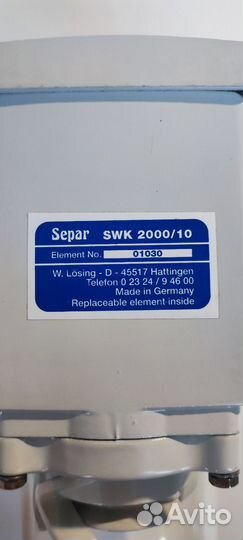 Separ SWK 2000/10
Element No. 01030
W. Lösing - D - 45517 Hattingen
Telefon 0 23 24 / 9 46 00
Made in Germany
Replaceable element inside
Avito